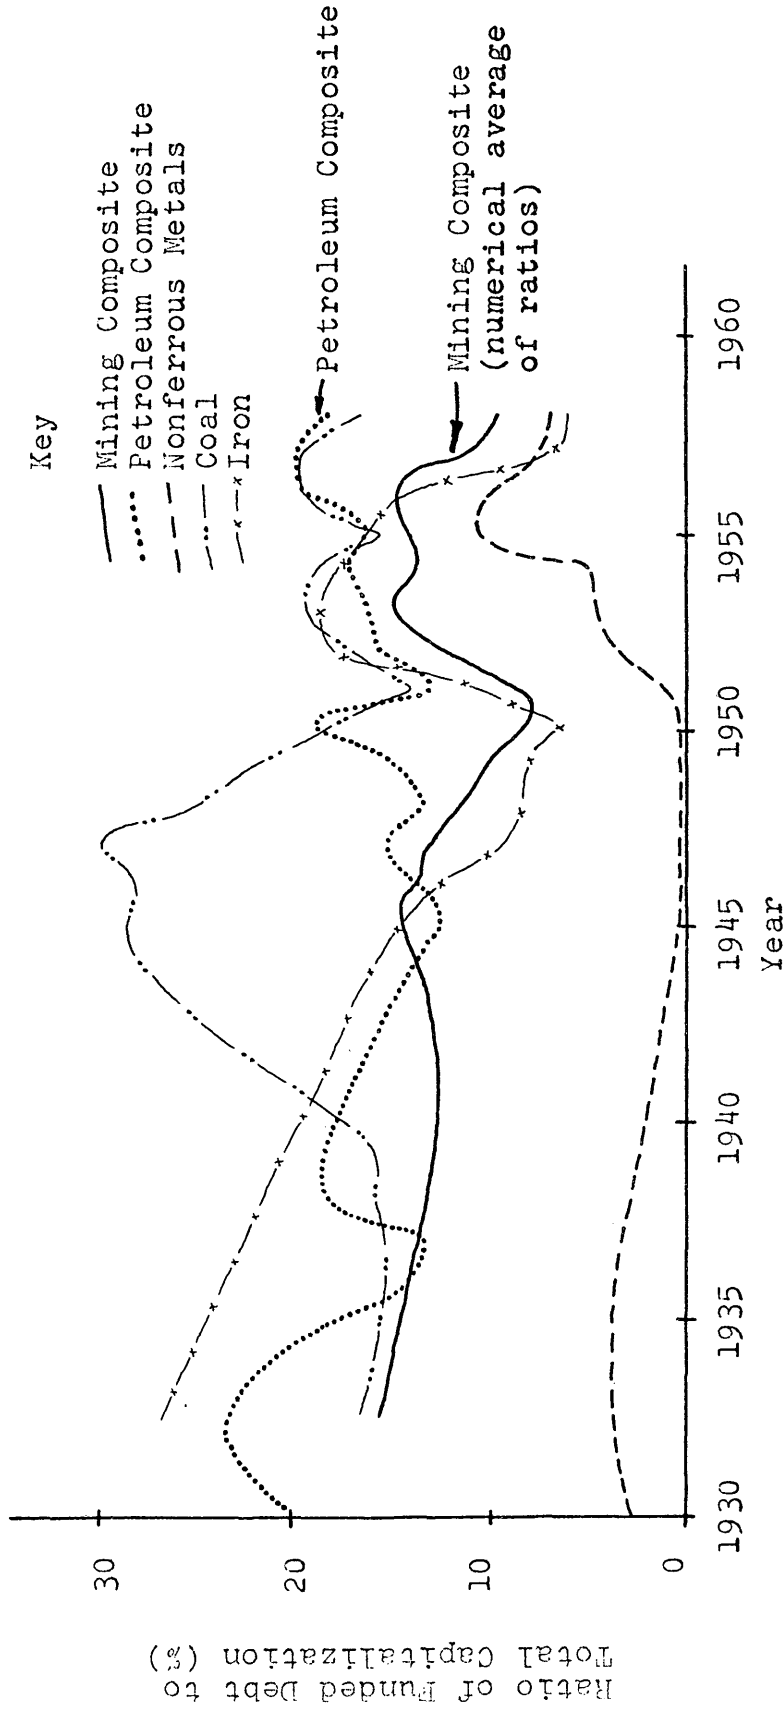 Key
Mining Composite
Petroleum Composite
Nonferrous Metals
Coal
Iron
Petroleum Composite
Mining Composite
(numerical average
of ratios)
Ratio of Funded Debt to
Total Capitalization (%)
30
20
10
0
1930
1935
1940
1945
1950
1955
1960
Year